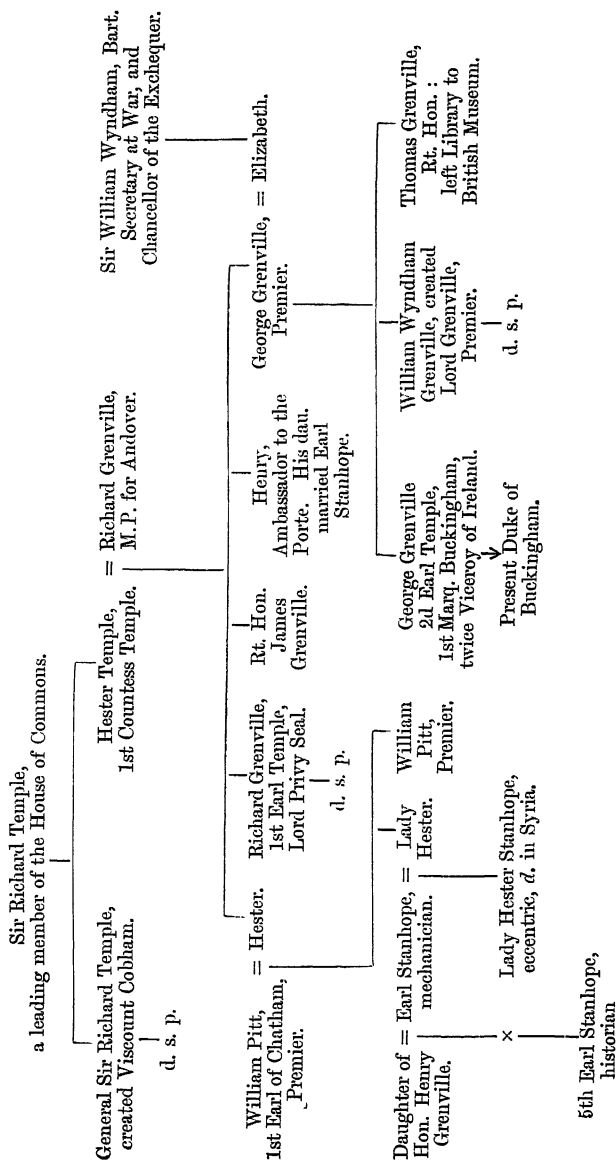 Sir Richard Temple,
a leading member of the House of Commons.
General Sir Richard Temple,
created Viscount Cobham.
d. s. p.
Hester Temple,
1st Countess Temple.
= Richard Grenville,
M.P. for Andover.
Sir William Wyndham, Bart.
Secretary at War, and
Chancellor of the Exchequer.
William Pitt,
1st Earl of Chatham,
Premier.
= Hester.
Richard Grenville,
1st Earl Temple,
Lord Privy Seal.
d. s. p.
Rt. Hon.
James
Grenville.
Henry,
Ambassador to the
Porte. His dau.
married Earl
Stanhope.
George Grenville,
Premier.
= Elizabeth.
Daughter of
Hon. Henry
Grenville.
= Earl Stanhope,
mechanician.
= Lady
Hester.
William
Pitt,
Premier.
George Grenville
2d Earl Temple,
1st Marq. Buckingham,
twice Viceroy of Ireland.
William Wyndham
Grenville, created
Lord Grenville,
Premier.
d. s. p.
Thomas Grenville,
Rt. Hon. :
left Library to
British Museum.
×
Lady Hester Stanhope,
eccentric, d. in Syria.
Present Duke of
Buckingham.
5th Earl Stanhope,
historian